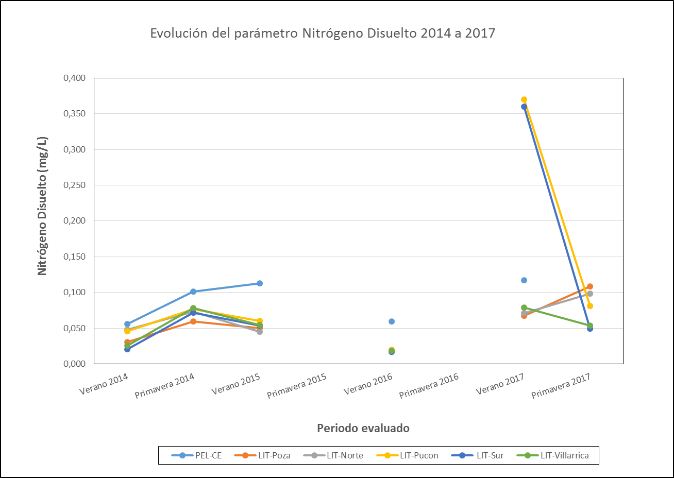 Evolución del parámetro Nitrógeno Disuelto 2014 a 2017
0,400
0,350
0,300
0,250
0,200
0,150
0,100
0,050
0,000
Nitrógeno Disuelto (mg/L)
Verano 2014
Primavera 2014
Verano 2015
Primavera 2015
Verano 2016
Primavera 2016
Verano 2017
Primavera 2017
Periodo evaluado
PEL-CE LIT-Poza LIT-Norte LIT-Pucon LIT-Sur LIT-Villarrica